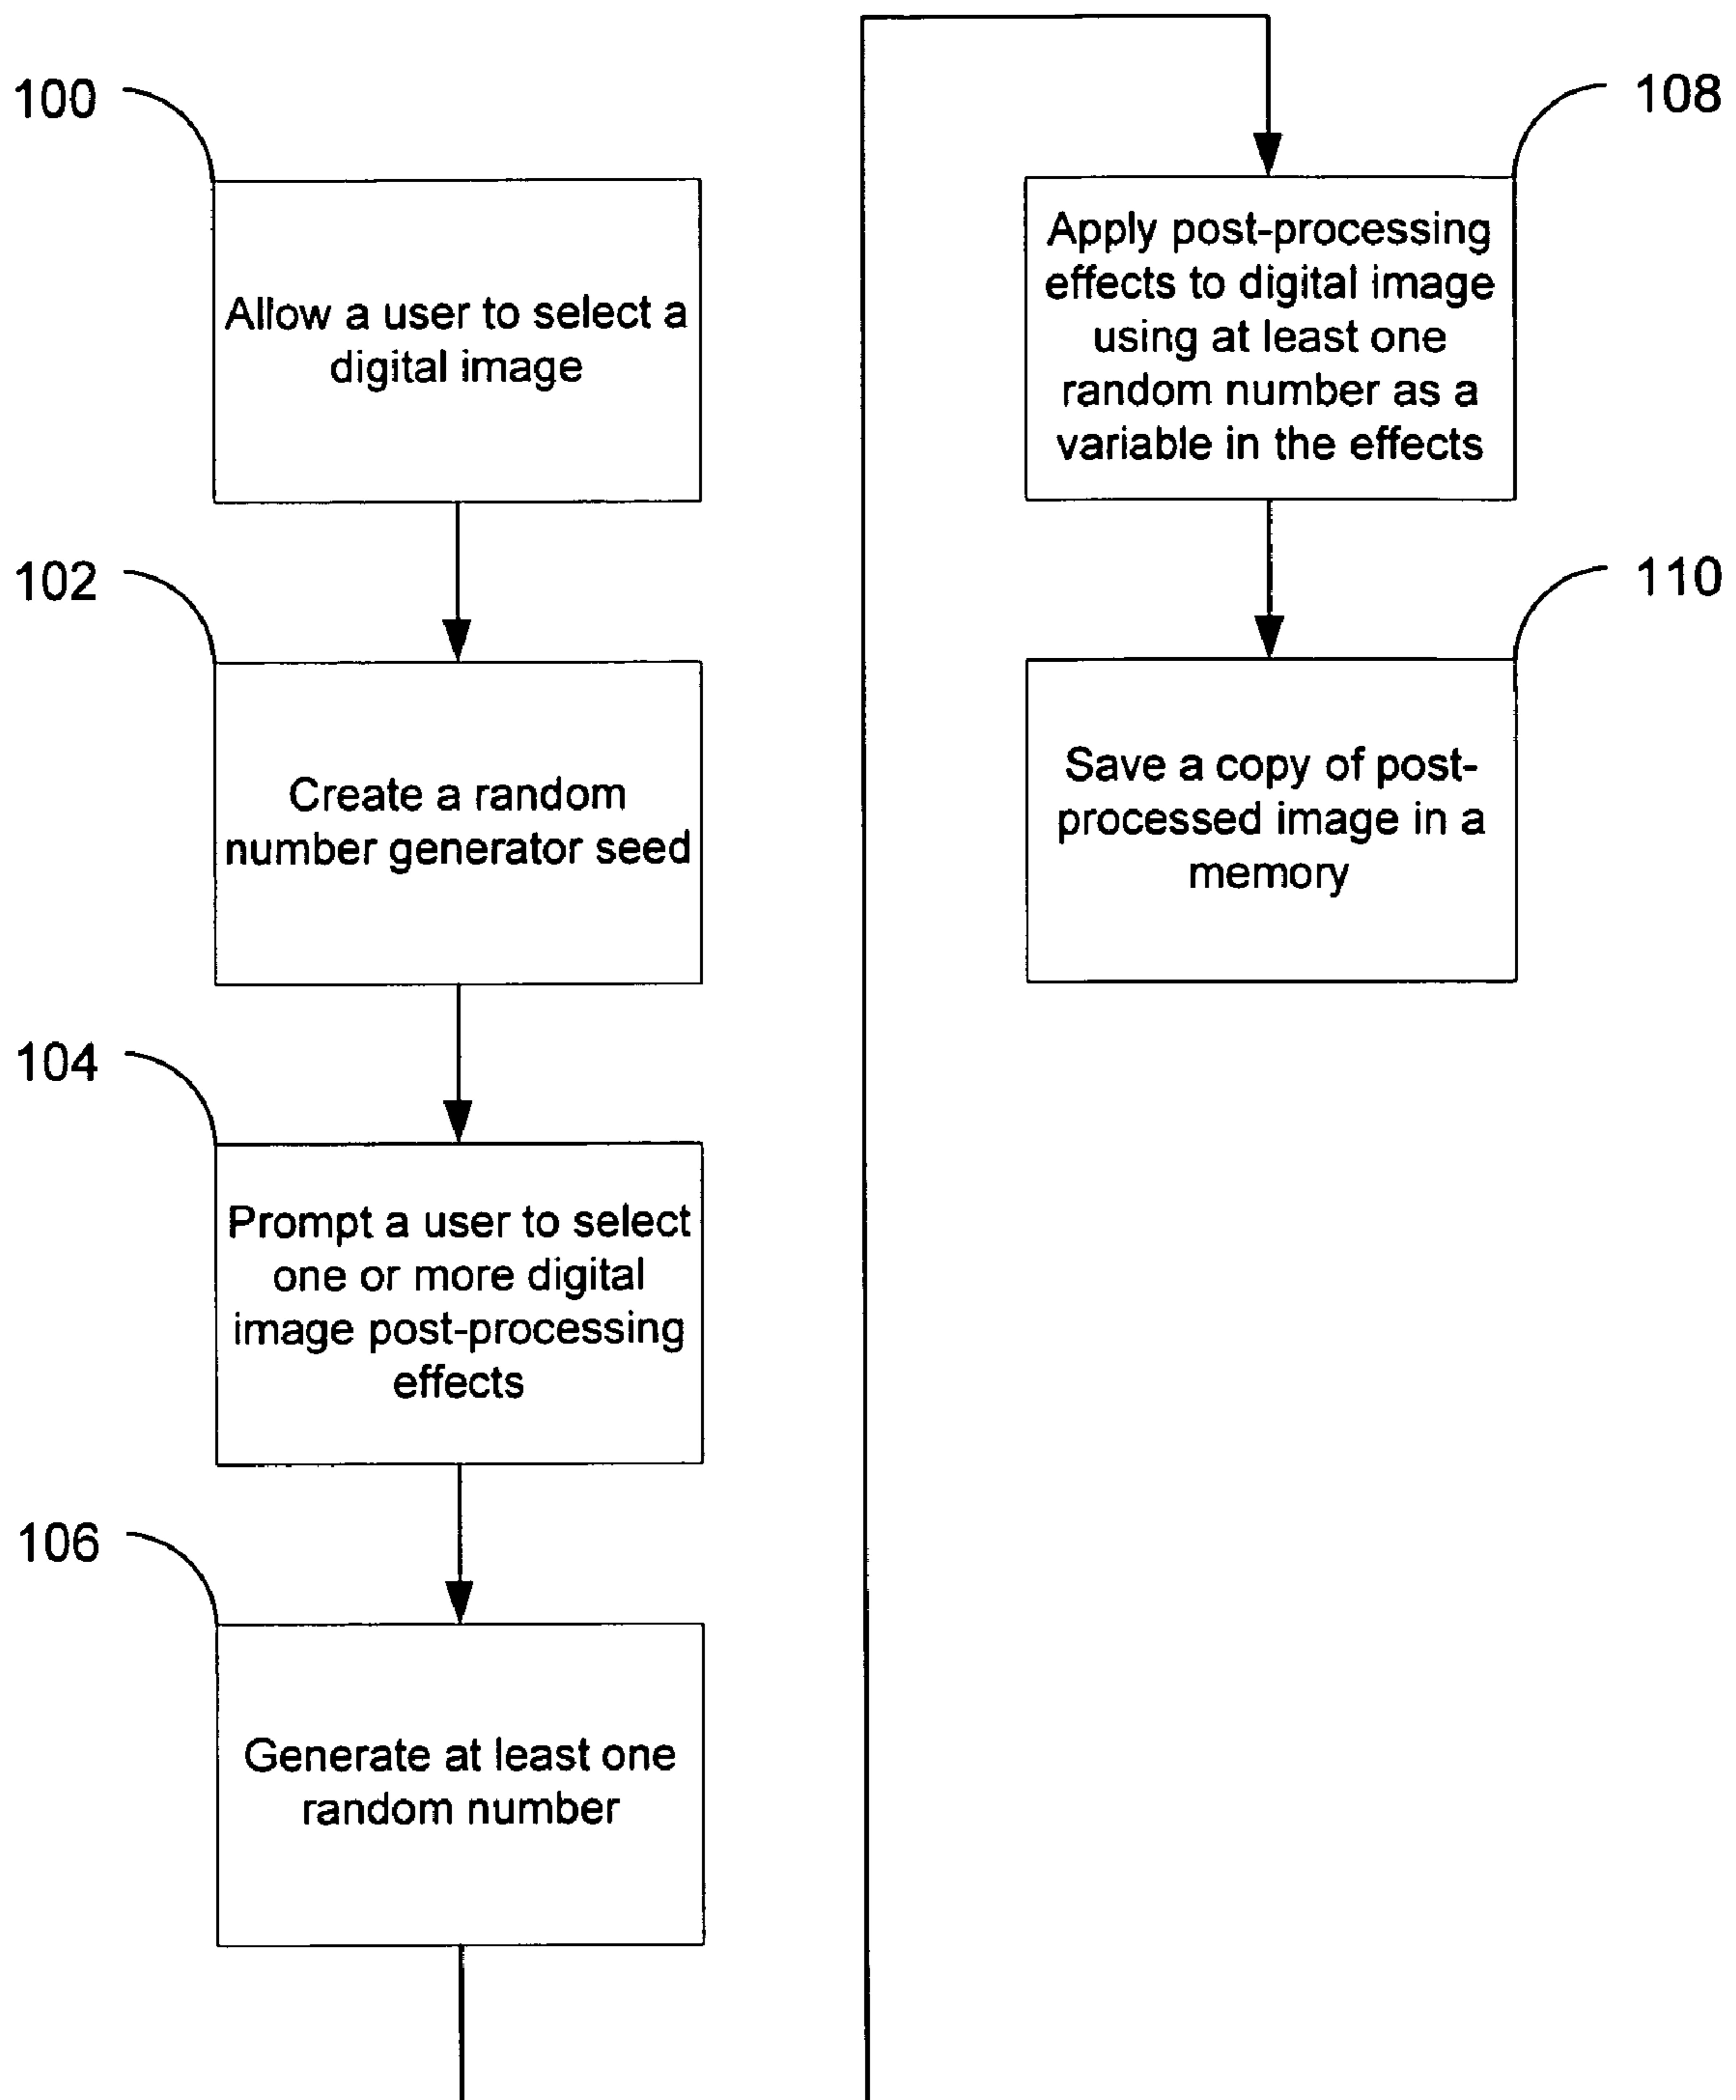 100
Allow a user to select a
digital image
102
Create a random
number generator seed
104
Prompt a user to select
one or more digital
image post-processing
effects
106
Generate at least one
random number
108
Apply post-processing
effects to digital image
using at least one
random number as a
variable in the effects
110
Save a copy of post-
processed image in a
memory